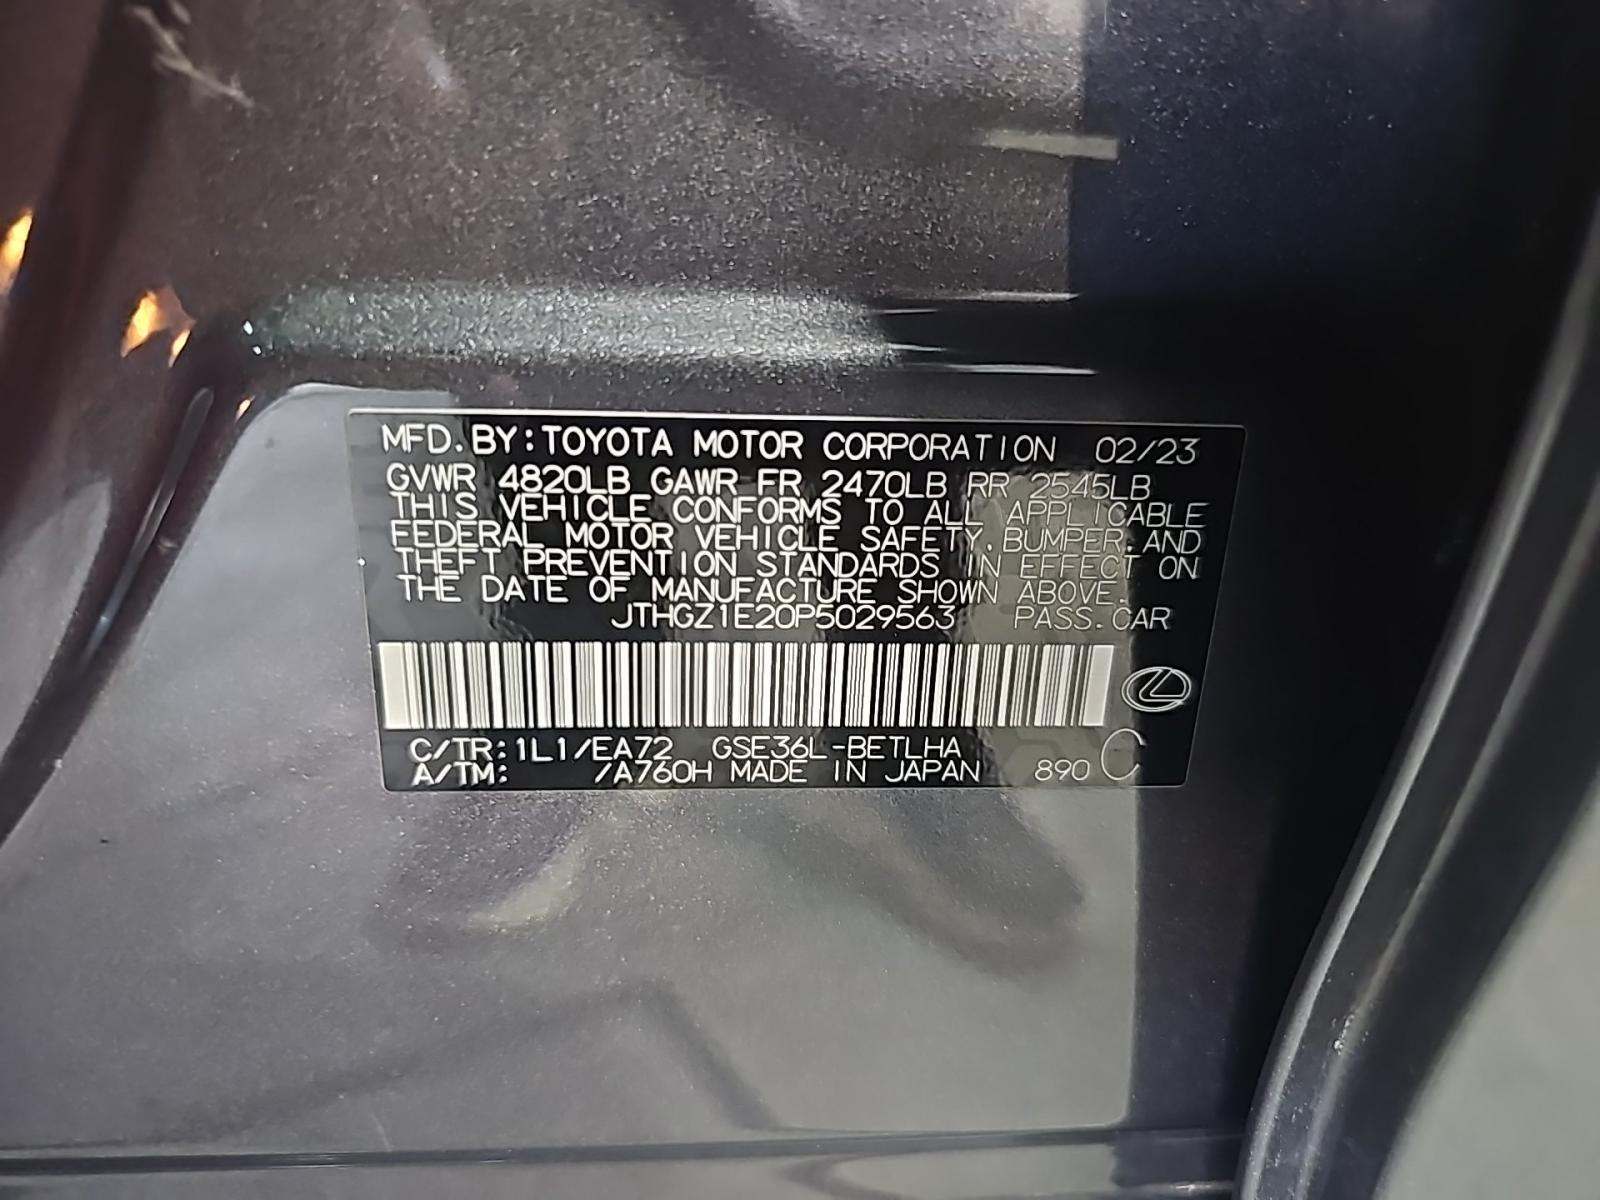 MFD.BY:TOYOTA MOTOR CORPORATION 02/23
GVWR 4820LB GAWR FR 2470LB RR 2545LB
THIS VEHICLE CONFORMS TO ALL APPLICABLE
FEDERAL MOTOR VEHICLE SAFETY,BUMPER,AND
THEFT PREVENTION STANDARDS IN EFFECT ON
THE DATE OF MANUFACTURE SHOWN ABOVE.
JTHGZ1E20P5029563 PASS.CAR
C/TR:1L1/EA72 GSE36L-BETLHA C
A/TM: /A760H MADE IN JAPAN 890